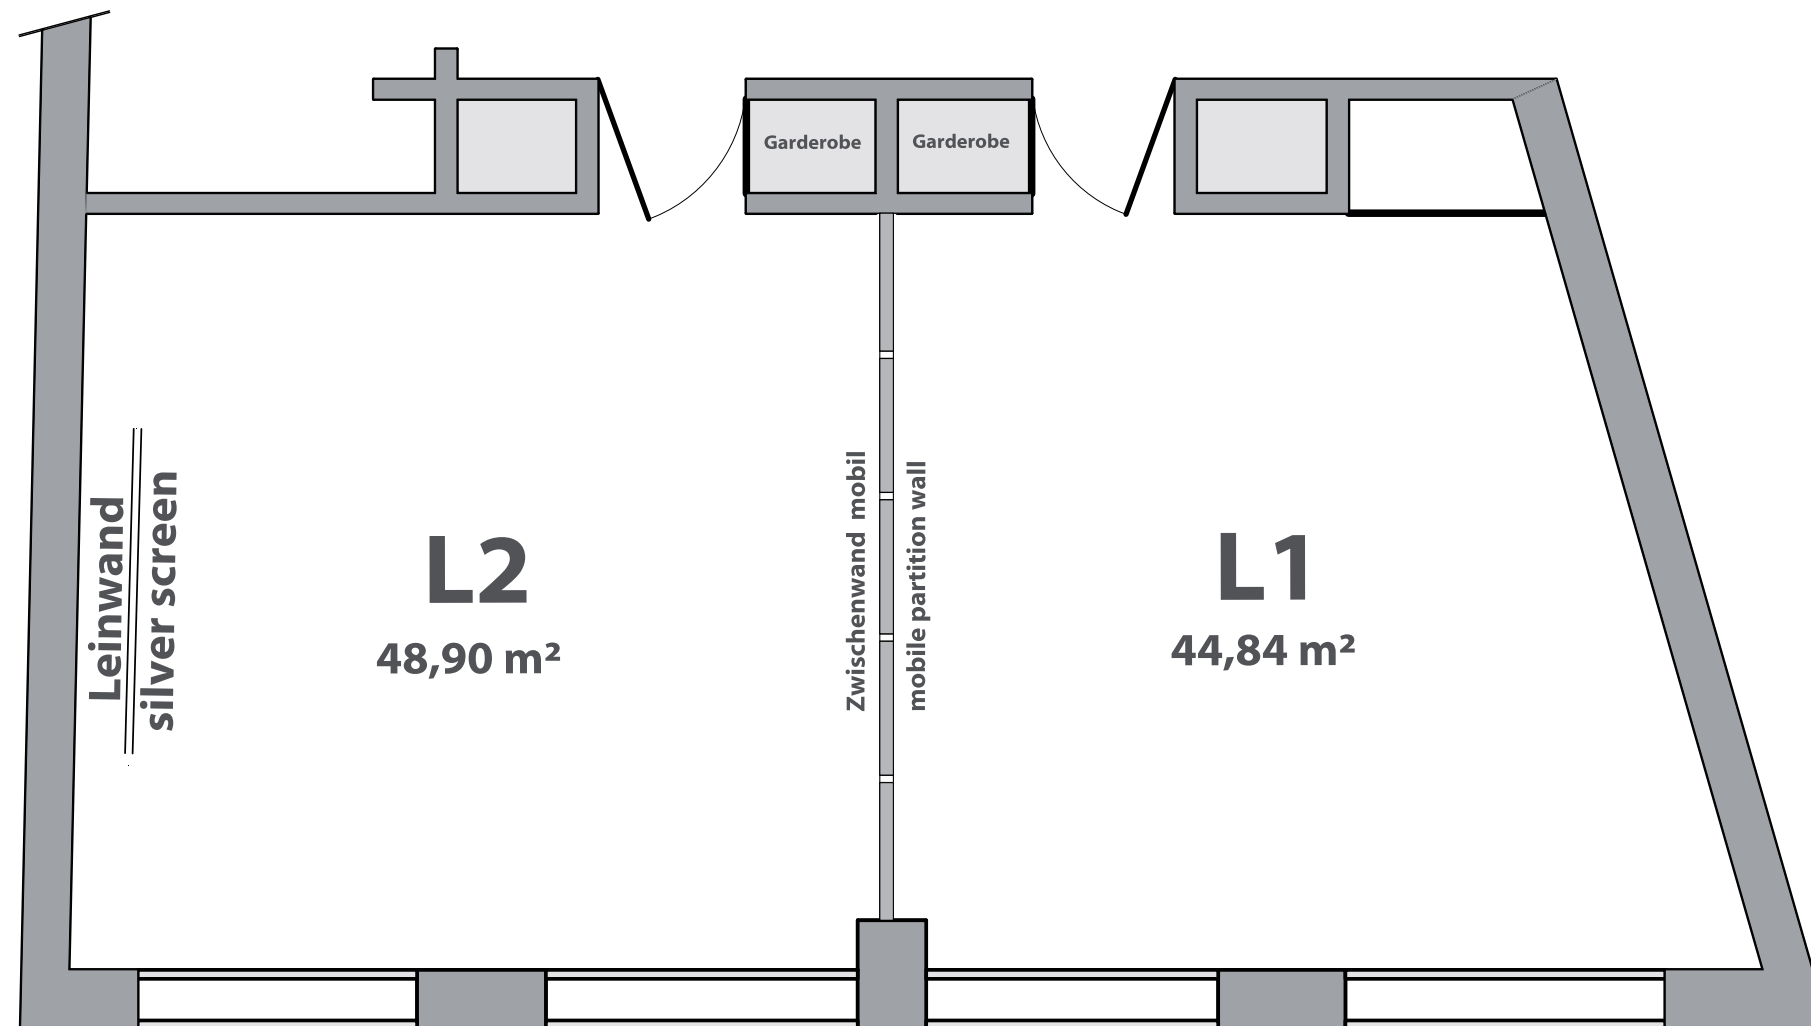 Garderobe
Garderobe
Leinwand
silver screen
L2
48,90 m²
Zwischenwand mobil
mobile partition wall
L1
44,84 m²